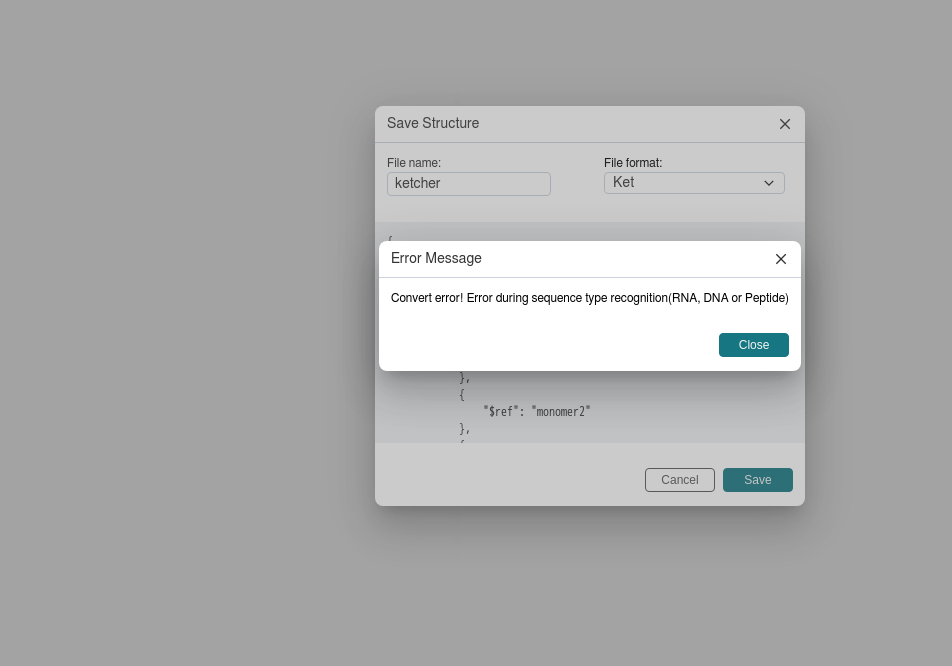 Save Structure
File name:
File format:
ketcher
Ket
{
Error Message
Convert error! Error during sequence type recognition(RNA, DNA or Peptide)
Close
},
{
"$ref": "monomer2"
},
{
Cancel
Save